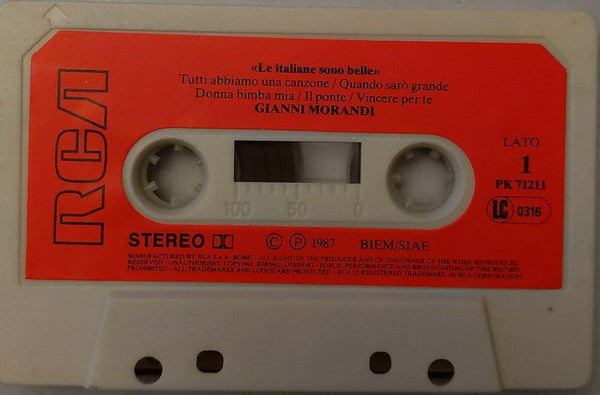 RCA
«Le italiane sono belle»
Tutti abbiamo una canzone / Quando sarò grande
Donna bimba mia / Il ponte / Vincere per te
GIANNI MORANDI
LATO
1
PK 71211
LC 0316
100 50 0
STEREO
© ℗ 1987
BIEM/SIAE
MANUFACTURED BY RCA S.p.A. ROME - ALL RIGHT OF THE PRODUCER AND OF THE OWNER OF THE WORK REPRODUCED
RESERVED - UNAUTHORISED COPYING, HIRING, LENDING - PUBLIC PERFORMANCE AND BROADCASTING OF THIS RECORD
PROHIBITED - ALL TRADEMARKS AND LOGOS ARE PROTECTED - RCA IS REGISTERED TRADEMARK OF RCA CORPORATION